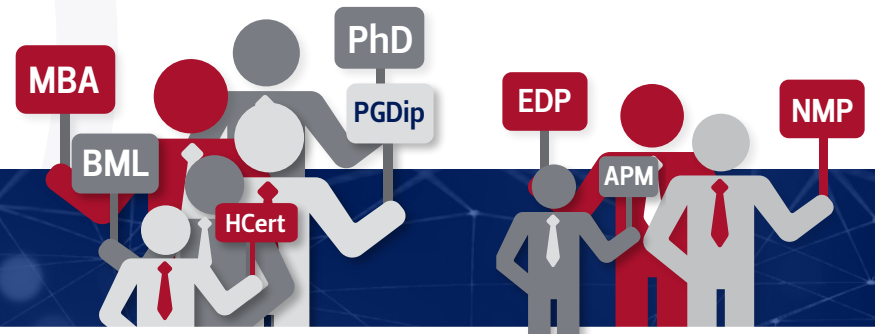 MBA
BML
HCert
PhD
PGDip
EDP
APM
NMP